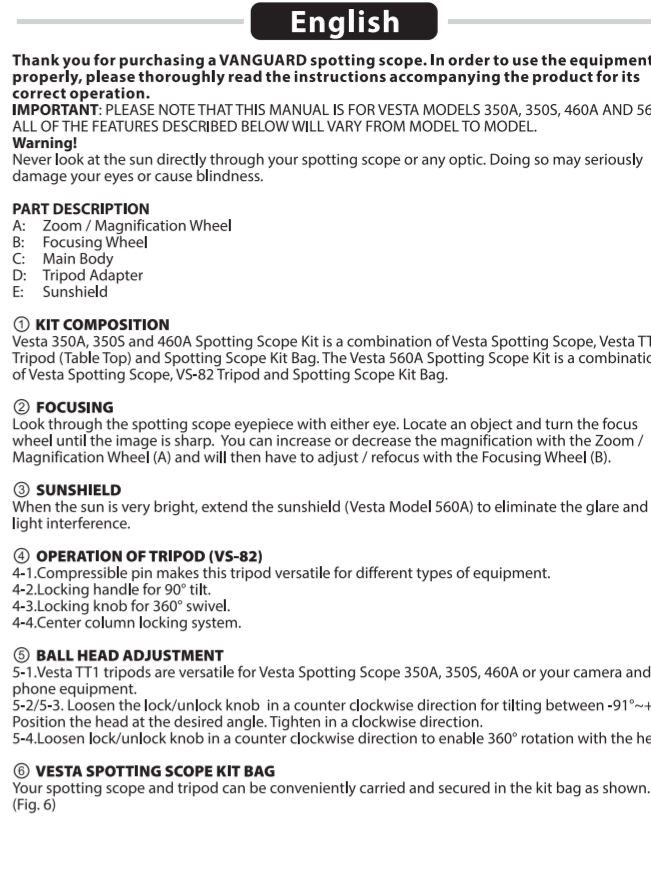 English
Thank you for purchasing a VANGUARD spotting scope. In order to use the equipment
properly, please thoroughly read the instructions accompanying the product for its
correct operation.
IMPORTANT: PLEASE NOTE THAT THIS MANUAL IS FOR VESTA MODELS 350A, 350S, 460A AND
ALL OF THE FEATURES DESCRIBED BELOW WILL VARY FROM MODEL TO MODEL.
Warning!
Never look at the sun directly through your spotting scope or any optic. Doing so may seriously
damage your eyes or cause blindness.
PART DESCRIPTION
A: Zoom / Magnification Wheel
B: Focusing Wheel
C: Main Body
D: Tripod Adapter
E: Sunshield
① KIT COMPOSITION
Vesta 350A, 350S and 460A Spotting Scope Kit is a combination of Vesta Spotting Scope, Vesta
Tripod (Table Top) and Spotting Scope Kit Bag. The Vesta 560A Spotting Scope Kit is a
of Vesta Spotting Scope, VS-82 Tripod and Spotting Scope Kit Bag.
② FOCUSING
Look through the spotting scope eyepiece with either eye. Locate an object and turn the focus
wheel until the image is sharp. You can increase or decrease the magnification with the Zoom /
Magnification Wheel (A) and will then have to adjust / refocus with the Focusing Wheel (B).
③ SUNSHIELD
When the sun is very bright, extend the sunshield (Vesta Model 560A) to eliminate the glare and
light interference.
④ OPERATION OF TRIPOD (VS-82)
4-1.Compressible pin makes this tripod versatile for different types of equipment.
4-2.Locking handle for 90° tilt.
4-3.Locking knob for 360° swivel.
4-4.Center column locking system.
⑤ BALL HEAD ADJUSTMENT
5-1.Vesta TT1 tripods are versatile for Vesta Spotting Scope 350A, 350S, 460A or your camera and
phone equipment.
5-2/5-3. Loosen the lock/unlock knob in a counter clockwise direction for tilting between -91°~+
Position the head at the desired angle. Tighten in a clockwise direction.
5-4.Loosen lock/unlock knob in a counter clockwise direction to enable 360° rotation with the
⑥ VESTA SPOTTING SCOPE KIT BAG
Your spotting scope and tripod can be conveniently carried and secured in the kit bag as shown.
(Fig. 6)